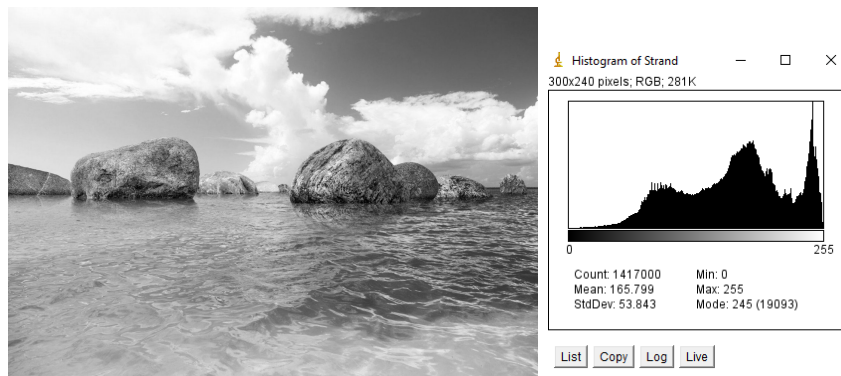 Histogram of Strand
300x240 pixels; RGB; 281K
0 255
Count: 1417000 Min: 0
Mean: 165.799 Max: 255
StdDev: 53.843 Mode: 245 (19093)
List Copy Log Live